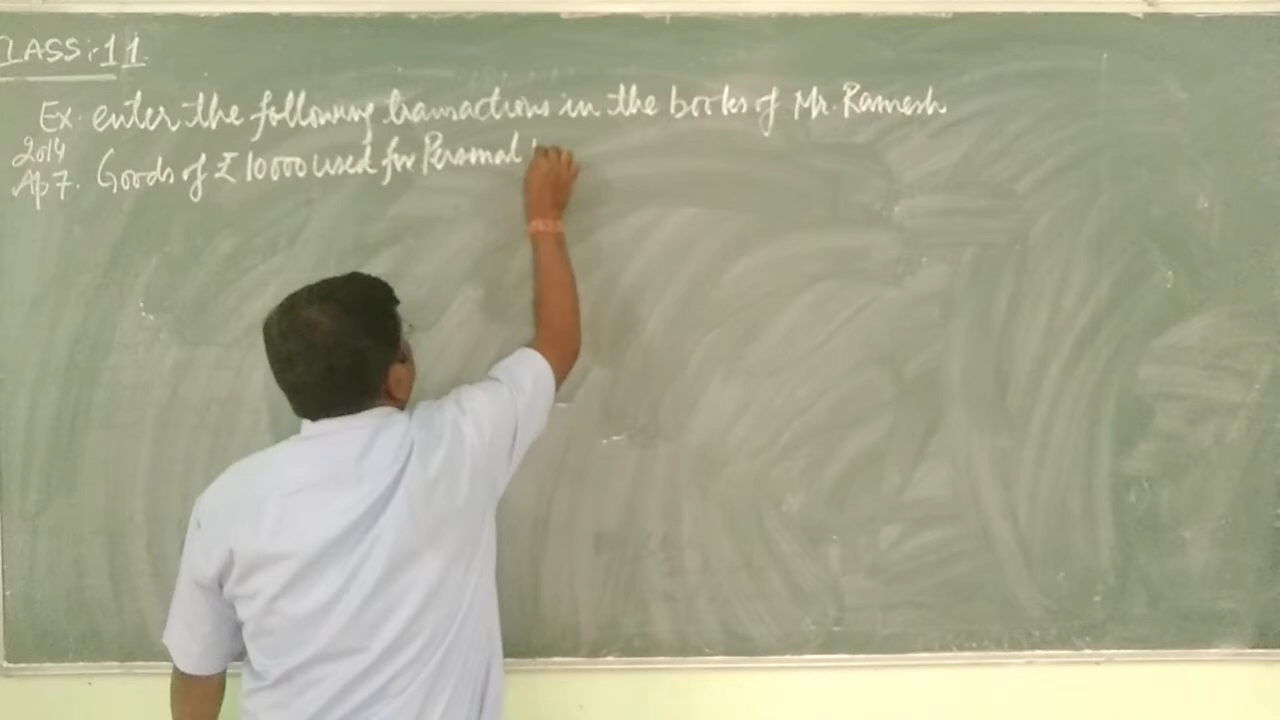 CLASS:-11
Ex. enter the following transactions in the books of Mr. Ramesh
2014
Ap 7. Goods of ₹ 10000 used for Personal